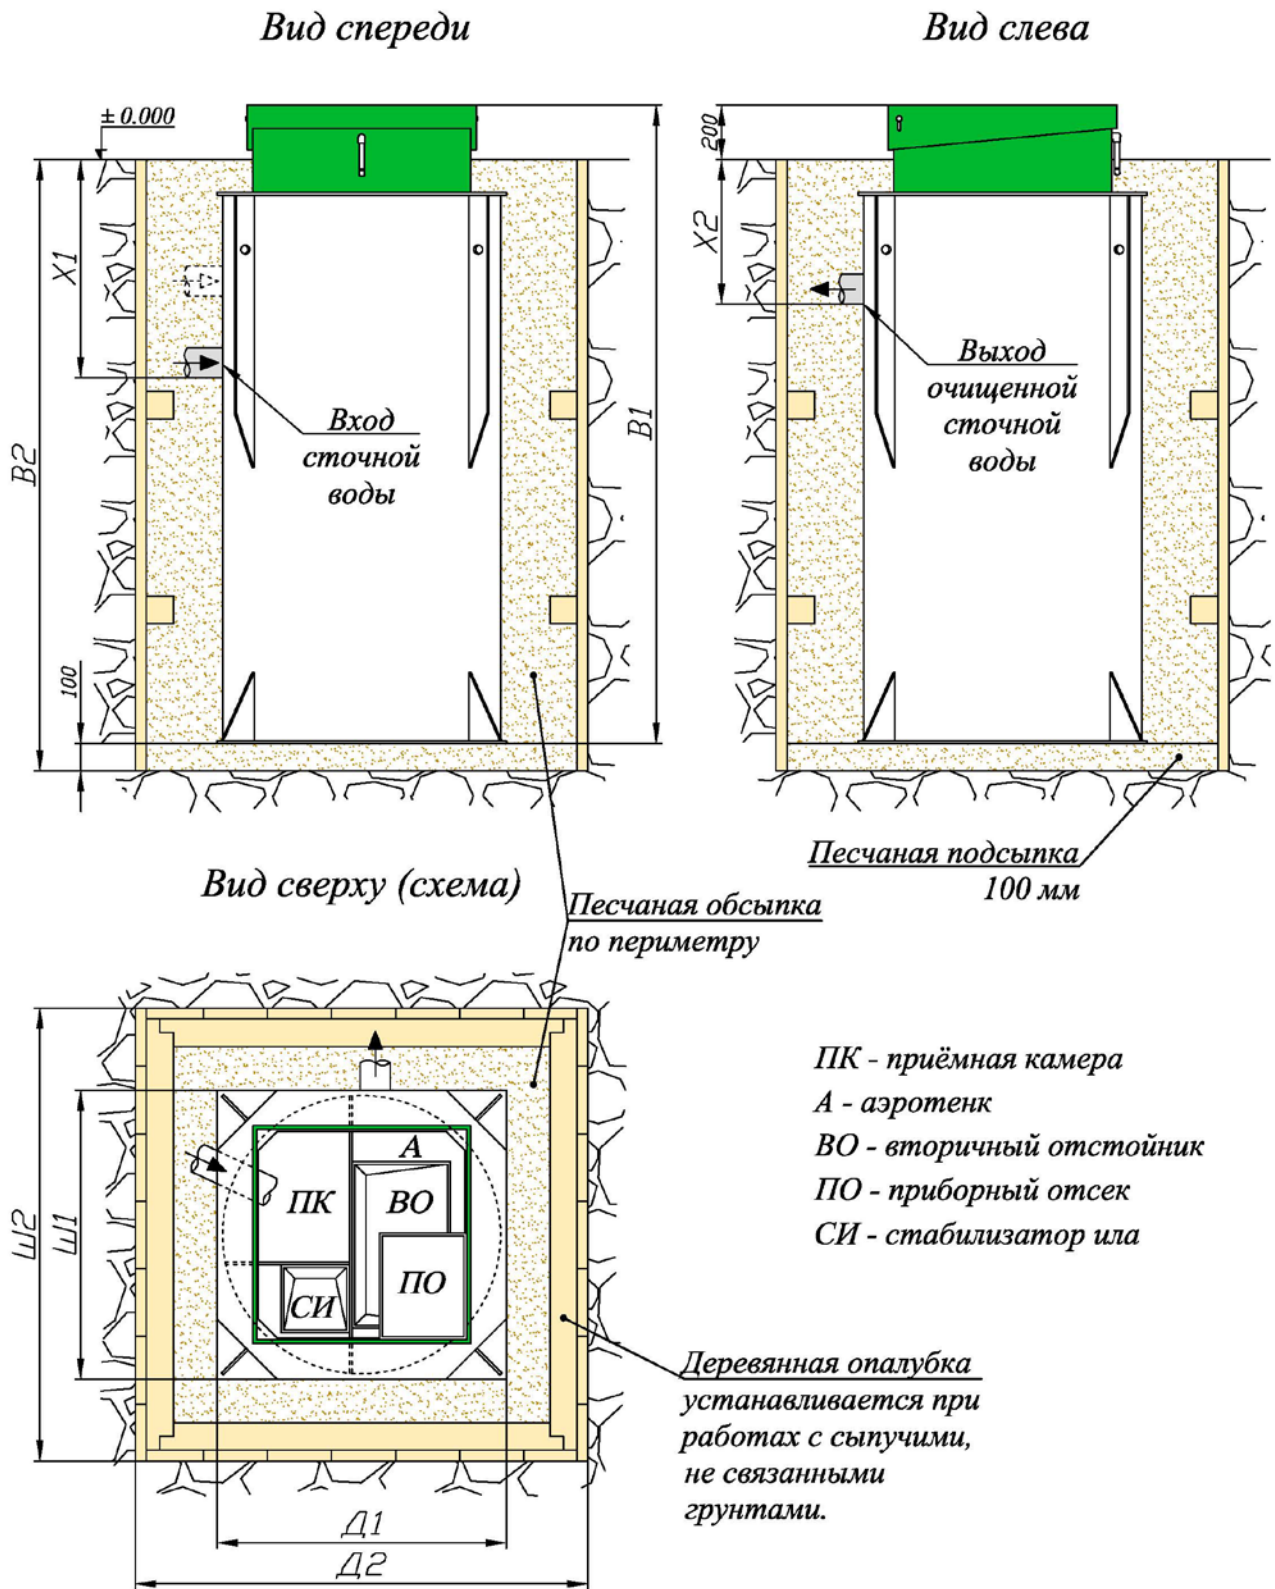 Вид спереди
Вид слева
± 0.000
200
X1
X2
B2
B1
100
Вход
сточной
воды
Выход
очищенной
сточной
воды
Песчаная подсыпка
100 мм
Вид сверху (схема)
Песчаная обсыпка
по периметру
ПК - приёмная камера
А - аэротенк
ВО - вторичный отстойник
ПО - приборный отсек
СИ - стабилизатор ила
Ш2
Ш1
А
ПК
ВО
ПО
СИ
Деревянная опалубка
устанавливается при
работах с сыпучими,
не связанными
грунтами.
Д1
Д2